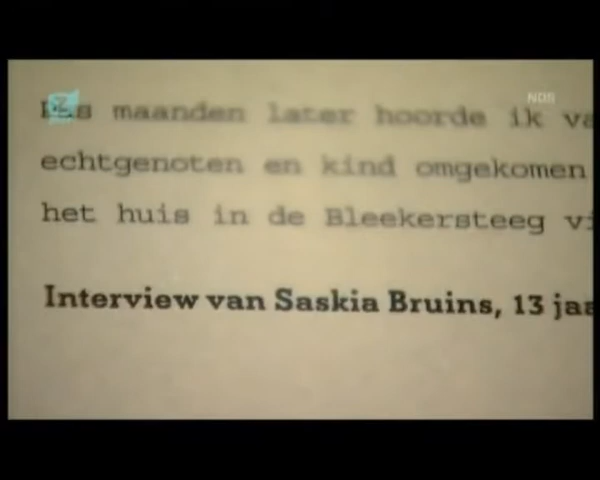 NDR
maanden later hoorde ik va
echtgenoten en kind omgekomen
het huis in de Bleekersteeg vi
Interview van Saskia Bruins, 13 jaa